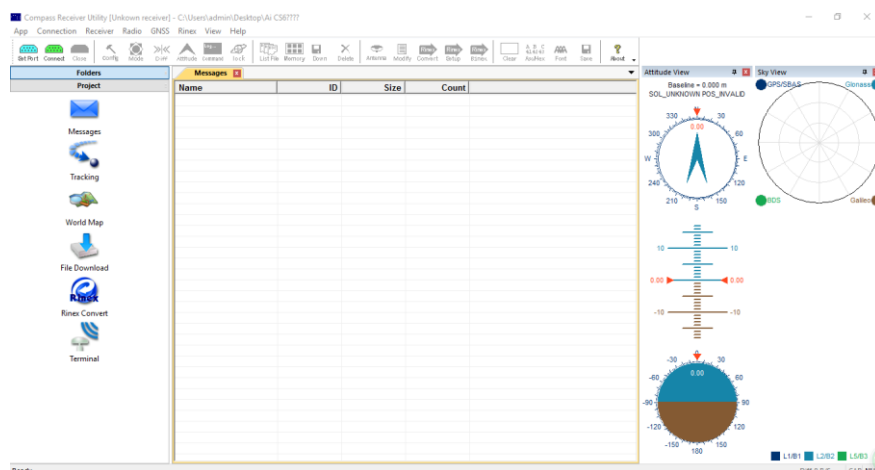 Compass Receiver Utility [Unkown receiver] - C:\Users\admin\Desktop\Ai CS6????
App Connection Receiver Radio GNSS Rinex View Help
Set Port Connect Close Config Mode Diff Attitude Command Lock List File Memory Down Delete Antenna Modify Convert Setup Rinex. Clear Asc/Hex Font Save About
Folders
Project
Messages
Tracking
World Map
File Download
Rinex
Rinex Convert
Terminal
Messages
Name ID Size Count
Attitude View
Baseline = 0.000 m
SOL_UNKNOWN POS_INVALID
0.00
330 30
300 60
W E
240 120
210 150
S
10 10
0.00 0.00
-10 -10
0
-30 30
0.00
-60 60
-90 90
-120 120
-150 150
180
Sky View
GPS/SBAS Glonass
BDS Galileo
L1/B1 L2/B2 L5/B3